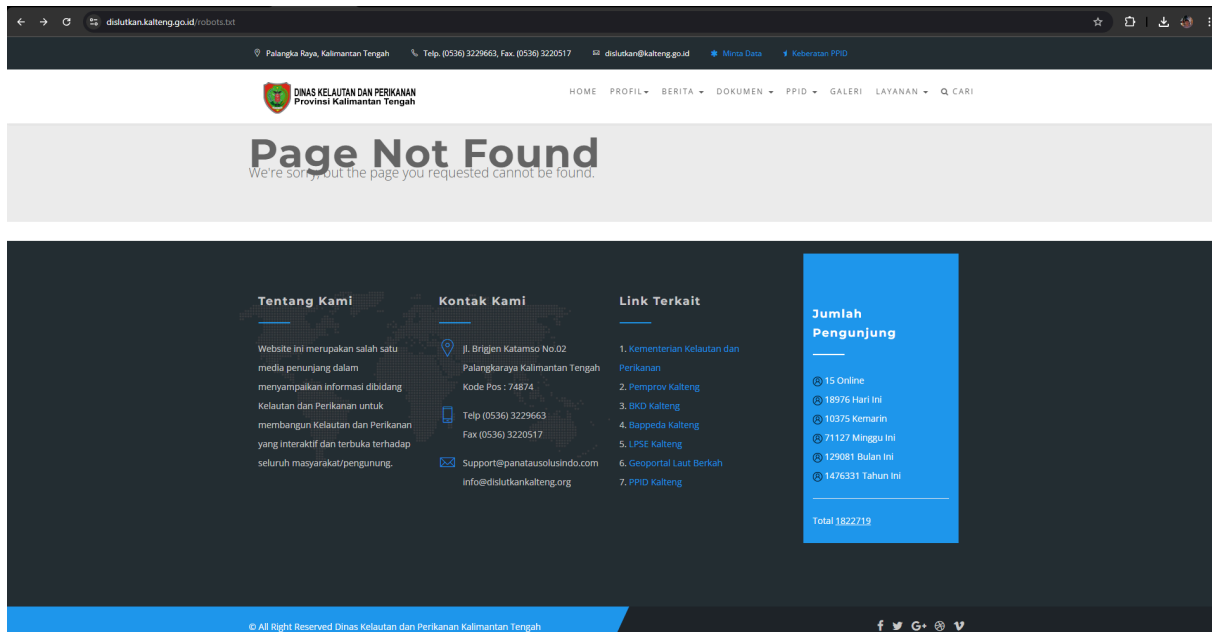 dislutkan.kalteng.go.id/robots.txt
Palangka Raya, Kalimantan Tengah Telp. (0536) 3229663, Fax. (0536) 3220517 dislutkan@kalteng.go.id Minta Data Keberatan PPID
DINAS KELAUTAN DAN PERIKANAN
Provinsi Kalimantan Tengah
HOME PROFIL BERITA DOKUMEN PPID GALERI LAYANAN CARI
Page Not Found
We're sorry, but the page you requested cannot be found.
Tentang Kami
Website ini merupakan salah satu
media penunjang dalam
menyampaikan informasi dibidang
Kelautan dan Perikanan untuk
membangun Kelautan dan Perikanan
yang interaktif dan terbuka terhadap
seluruh masyarakat/pengunung.
Kontak Kami
Jl. Brigjen Katamso No.02
Palangkaraya Kalimantan Tengah
Kode Pos : 74874
Telp (0536) 3229663
Fax (0536) 3220517
Support@panatausolusindo.com
info@dislutkankalteng.org
Link Terkait
1. Kementerian Kelautan dan
Perikanan
2. Pemprov Kalteng
3. BKD Kalteng
4. Bappeda Kalteng
5. LPSE Kalteng
6. Geoportal Laut Berkah
7. PPID Kalteng
Jumlah
Pengunjung
15 Online
18976 Hari Ini
10375 Kemarin
71127 Minggu Ini
129081 Bulan Ini
1476331 Tahun Ini
Total 1822719
© All Right Reserved Dinas Kelautan dan Perikanan Kalimantan Tengah